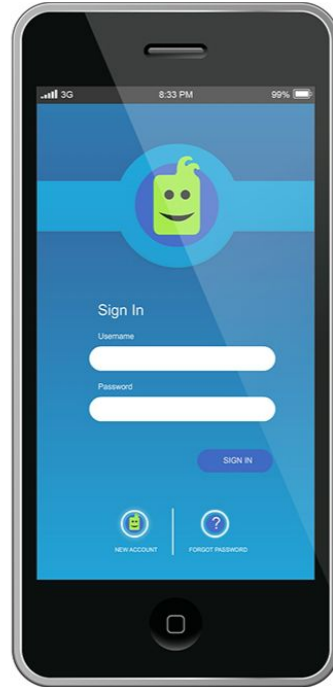 3G 8:33 PM 99%
Sign In
Username
Password
SIGN IN
?
NEW ACCOUNT FORGOT PASSWORD